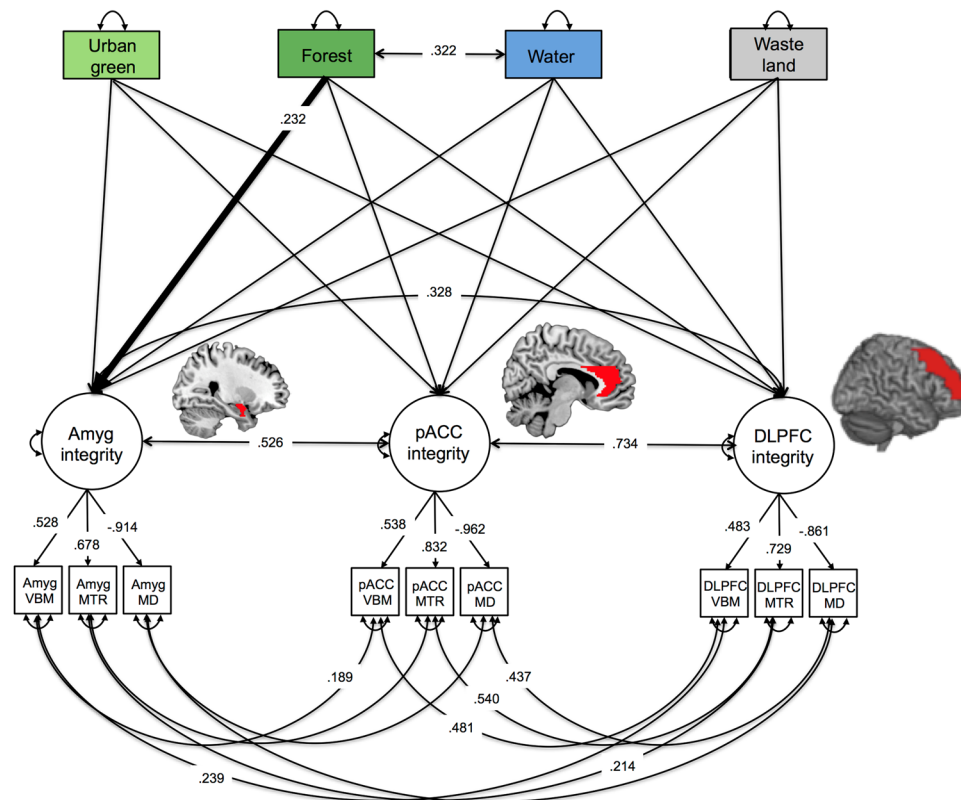 Urban
green
Forest
.322
Water
Waste
land
.232
.328
Amyg
integrity
.526
pACC
integrity
.734
DLPFC
integrity
.528
.678
-.914
.538
.832
-.962
.483
.729
-.861
Amyg
VBM
Amyg
MTR
Amyg
MD
pACC
VBM
pACC
MTR
pACC
MD
DLPFC
VBM
DLPFC
MTR
DLPFC
MD
.189
.437
.540
.481
.239
.214